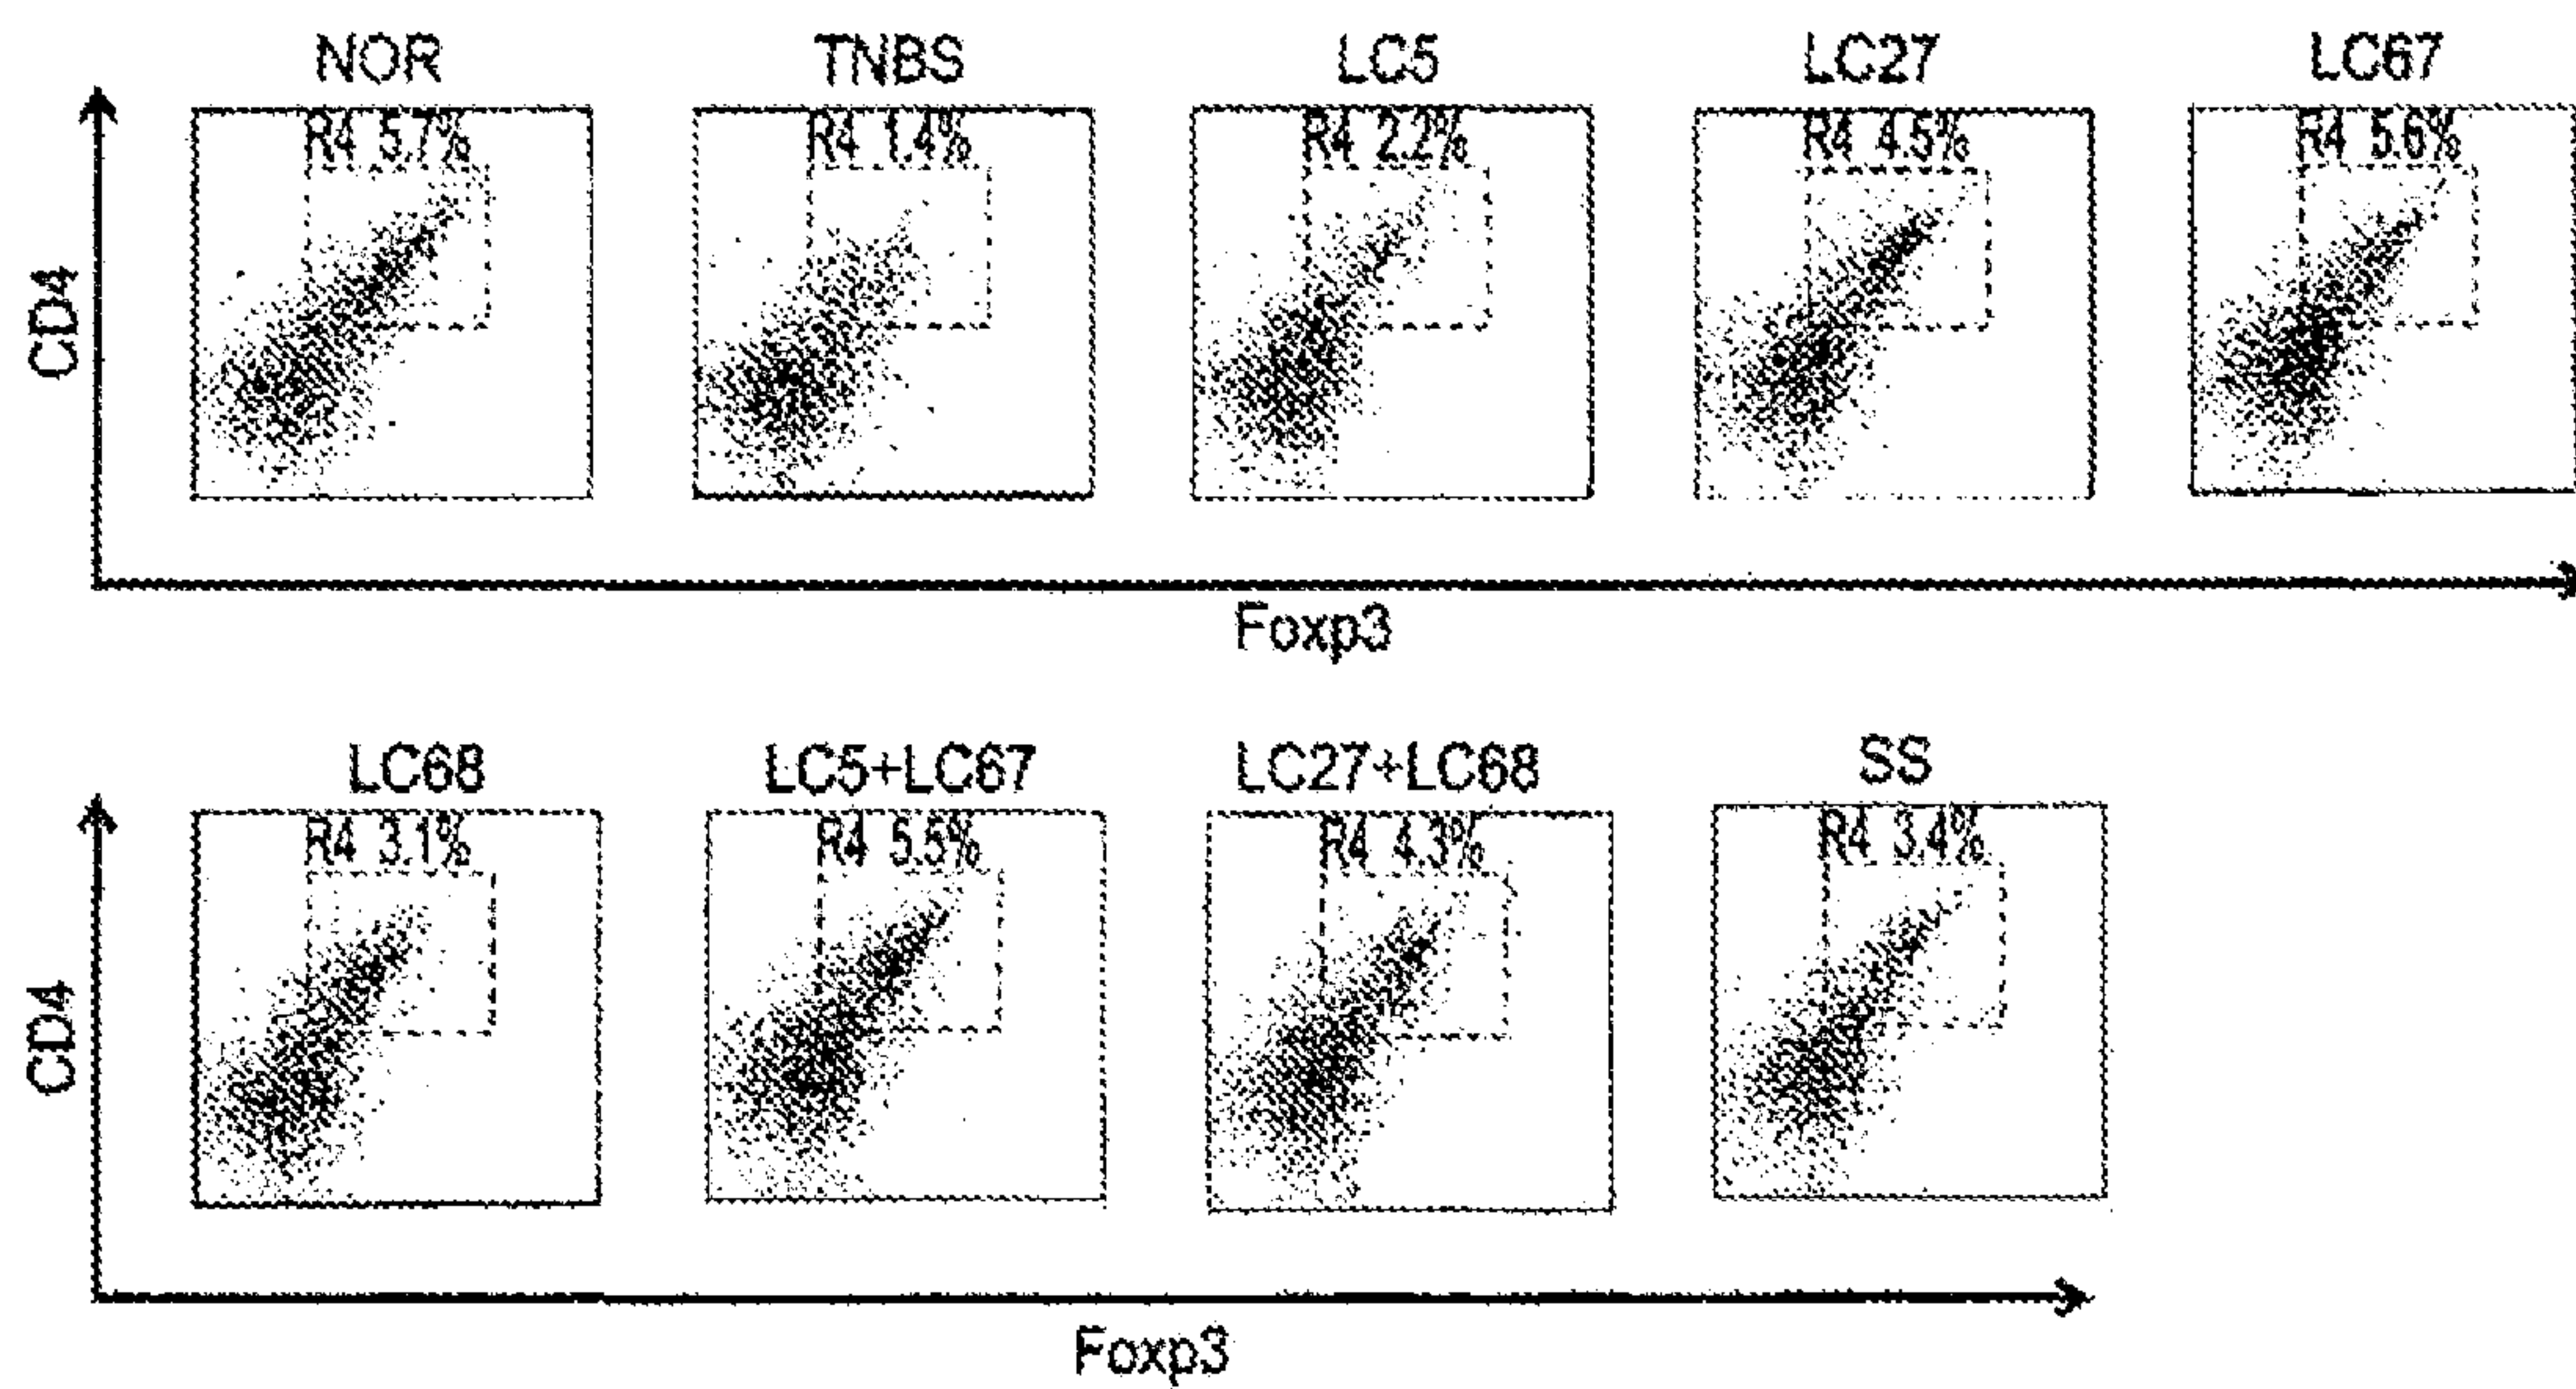 NOR TNBS LC5 LC27 LC67
R4 5.7% R4 1.4% R4 2.2% R4 4.5% R4 5.6%
CD4
Foxp3
LC68 LC5+LC67 LC27+LC68 SS
R4 3.1% R4 5.5% R4 4.3% R4 3.4%
CD4
Foxp3